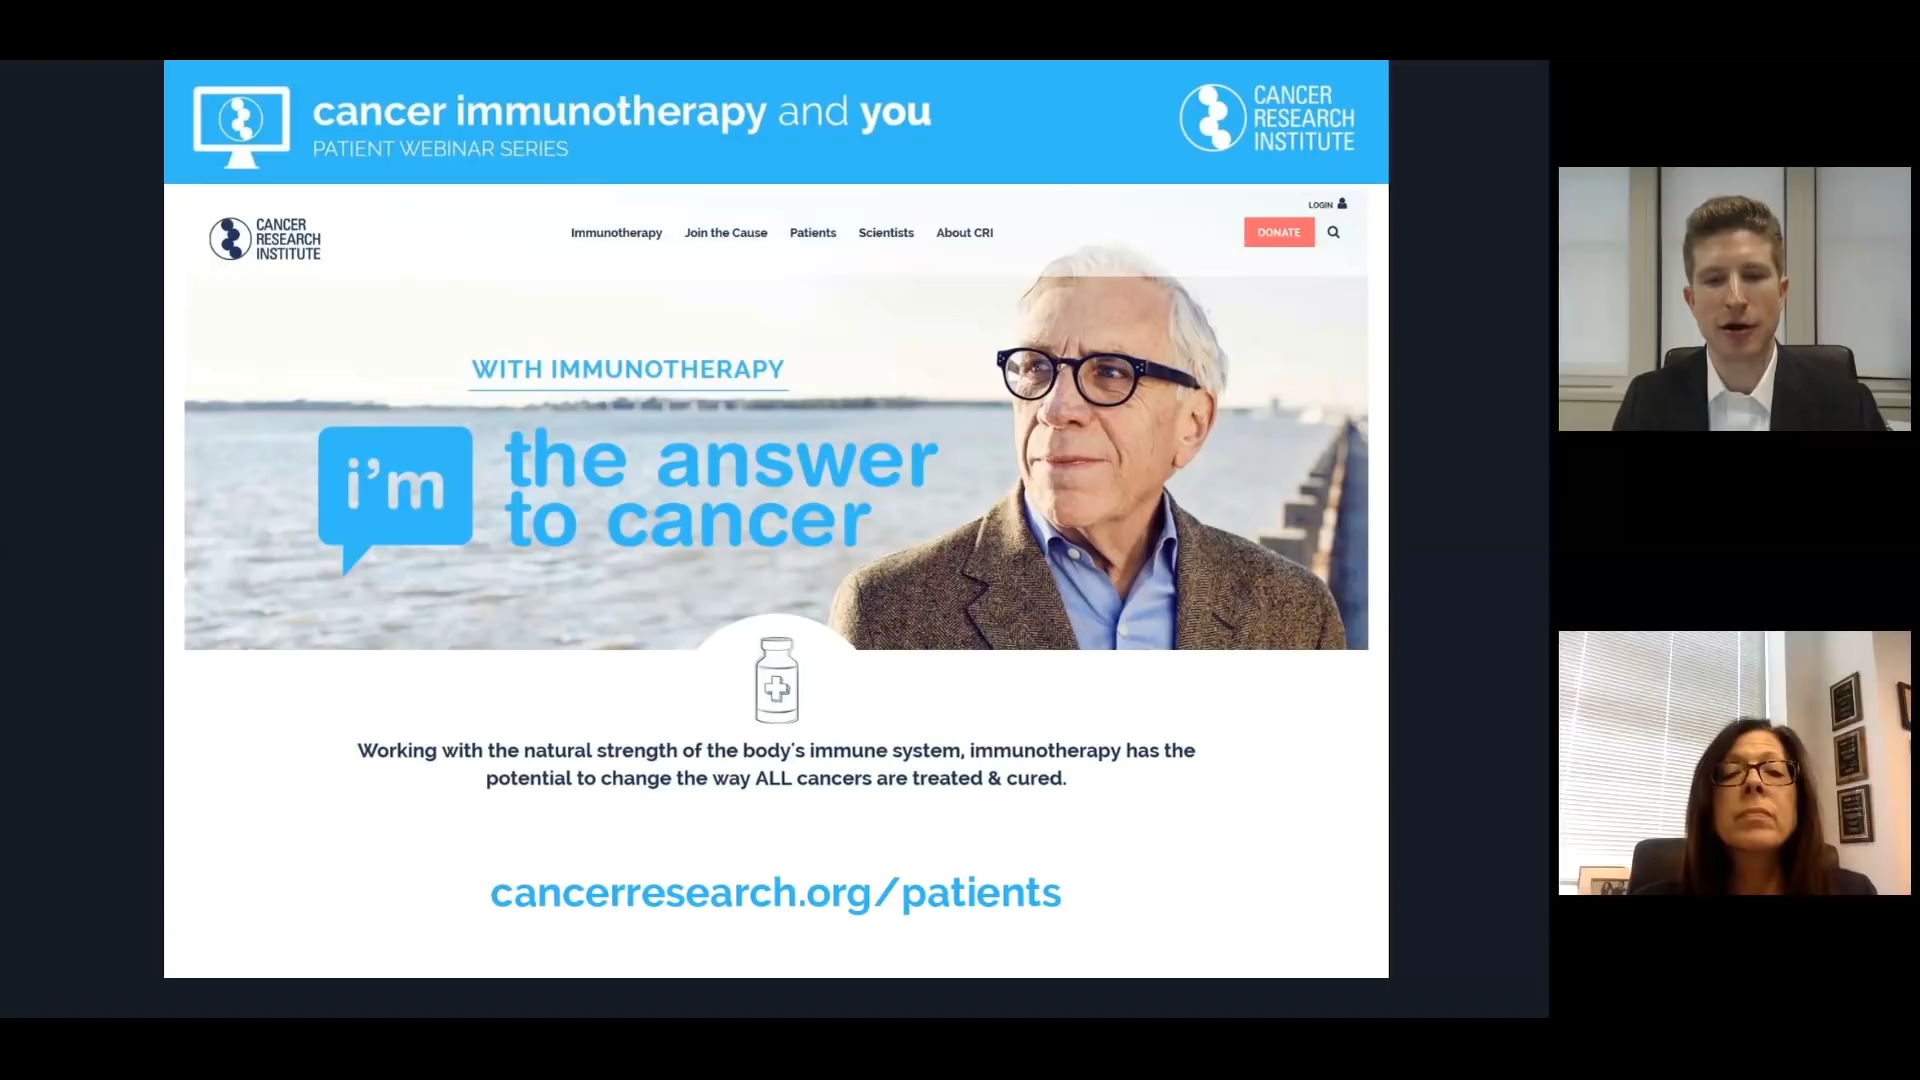 cancer immunotherapy and you
PATIENT WEBINAR SERIES
CANCER
RESEARCH
INSTITUTE
LOGIN
CANCER
RESEARCH
INSTITUTE
Immunotherapy Join the Cause Patients Scientists About CRI
DONATE
WITH IMMUNOTHERAPY
i'm the answer
to cancer
Working with the natural strength of the body's immune system, immunotherapy has the
potential to change the way ALL cancers are treated & cured.
cancerresearch.org/patients